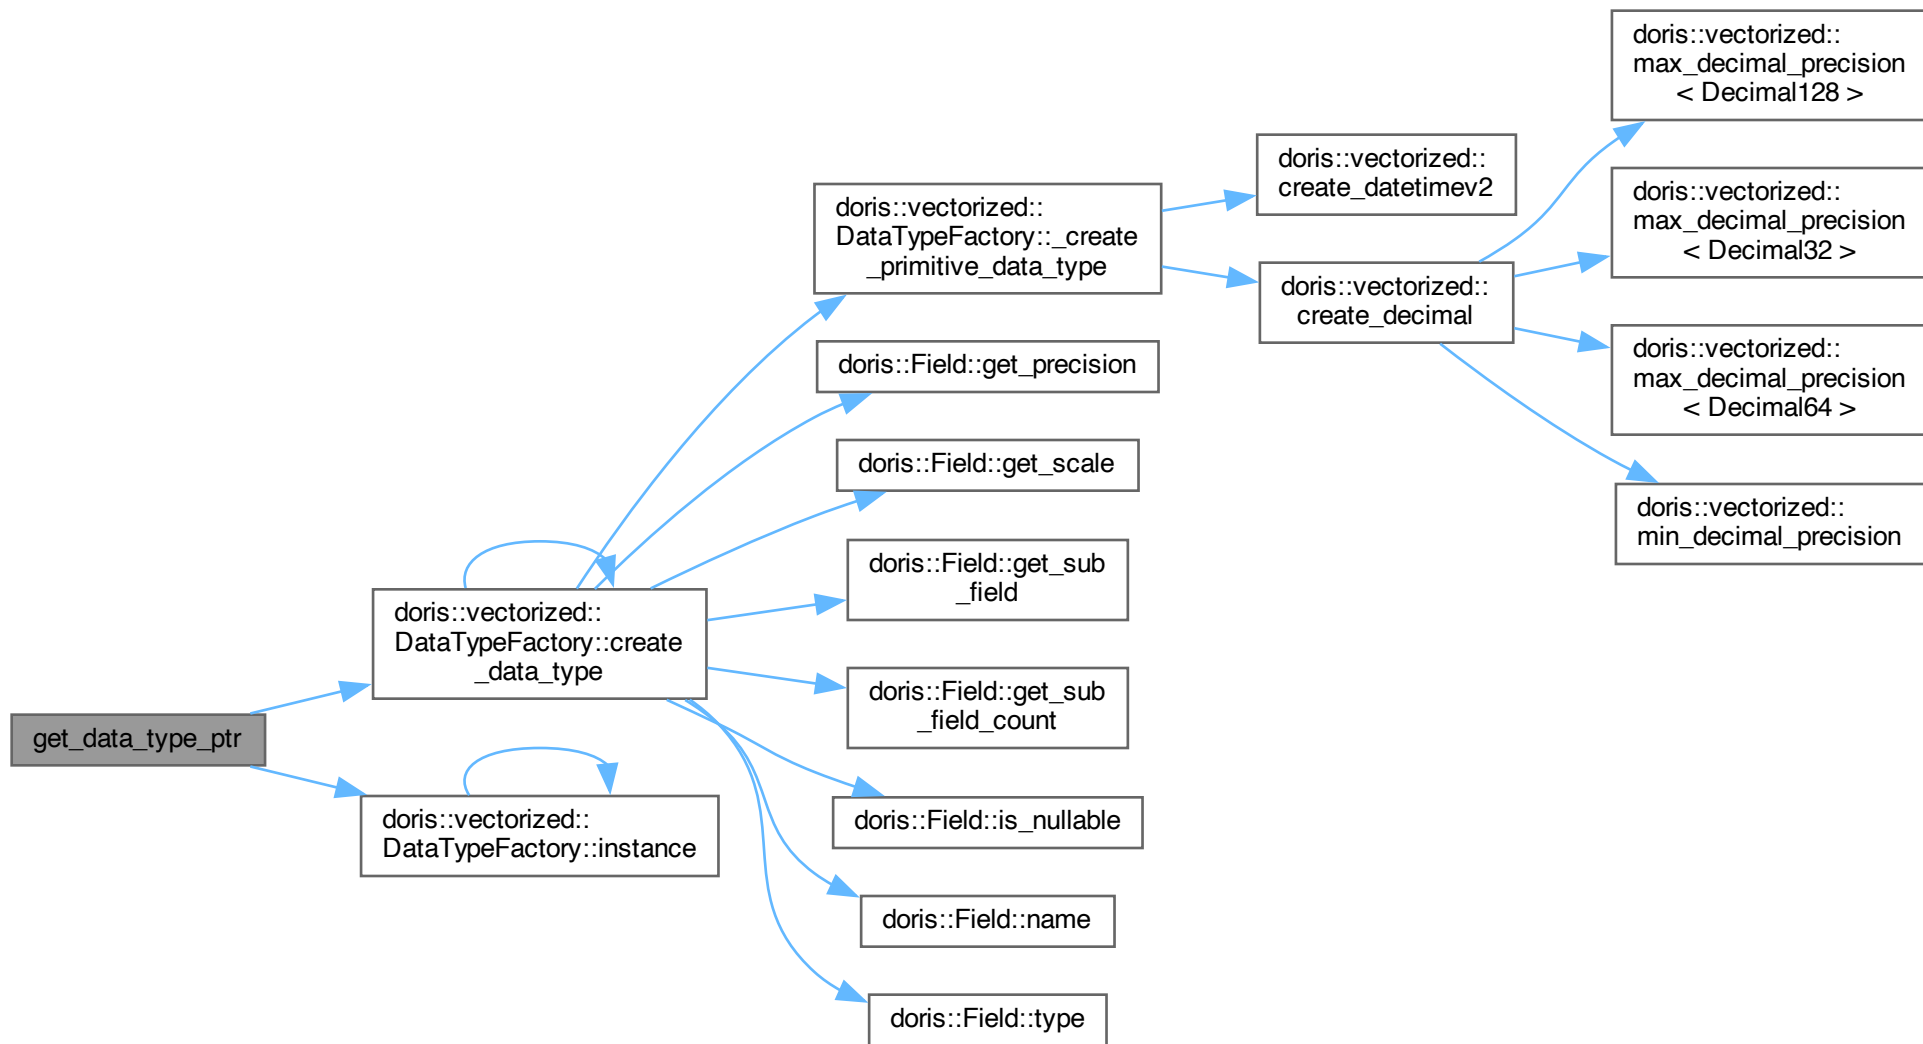 get_data_type_ptr
doris::vectorized::
DataTypeFactory::create
_data_type
doris::vectorized::
DataTypeFactory::instance
doris::vectorized::
DataTypeFactory::_create
_primitive_data_type
doris::Field::get_precision
doris::Field::get_scale
doris::Field::get_sub
_field
doris::Field::get_sub
_field_count
doris::Field::is_nullable
doris::Field::name
doris::Field::type
doris::vectorized::
create_datetimev2
doris::vectorized::
create_decimal
doris::vectorized::
max_decimal_precision
< Decimal128 >
doris::vectorized::
max_decimal_precision
< Decimal32 >
doris::vectorized::
max_decimal_precision
< Decimal64 >
doris::vectorized::
min_decimal_precision